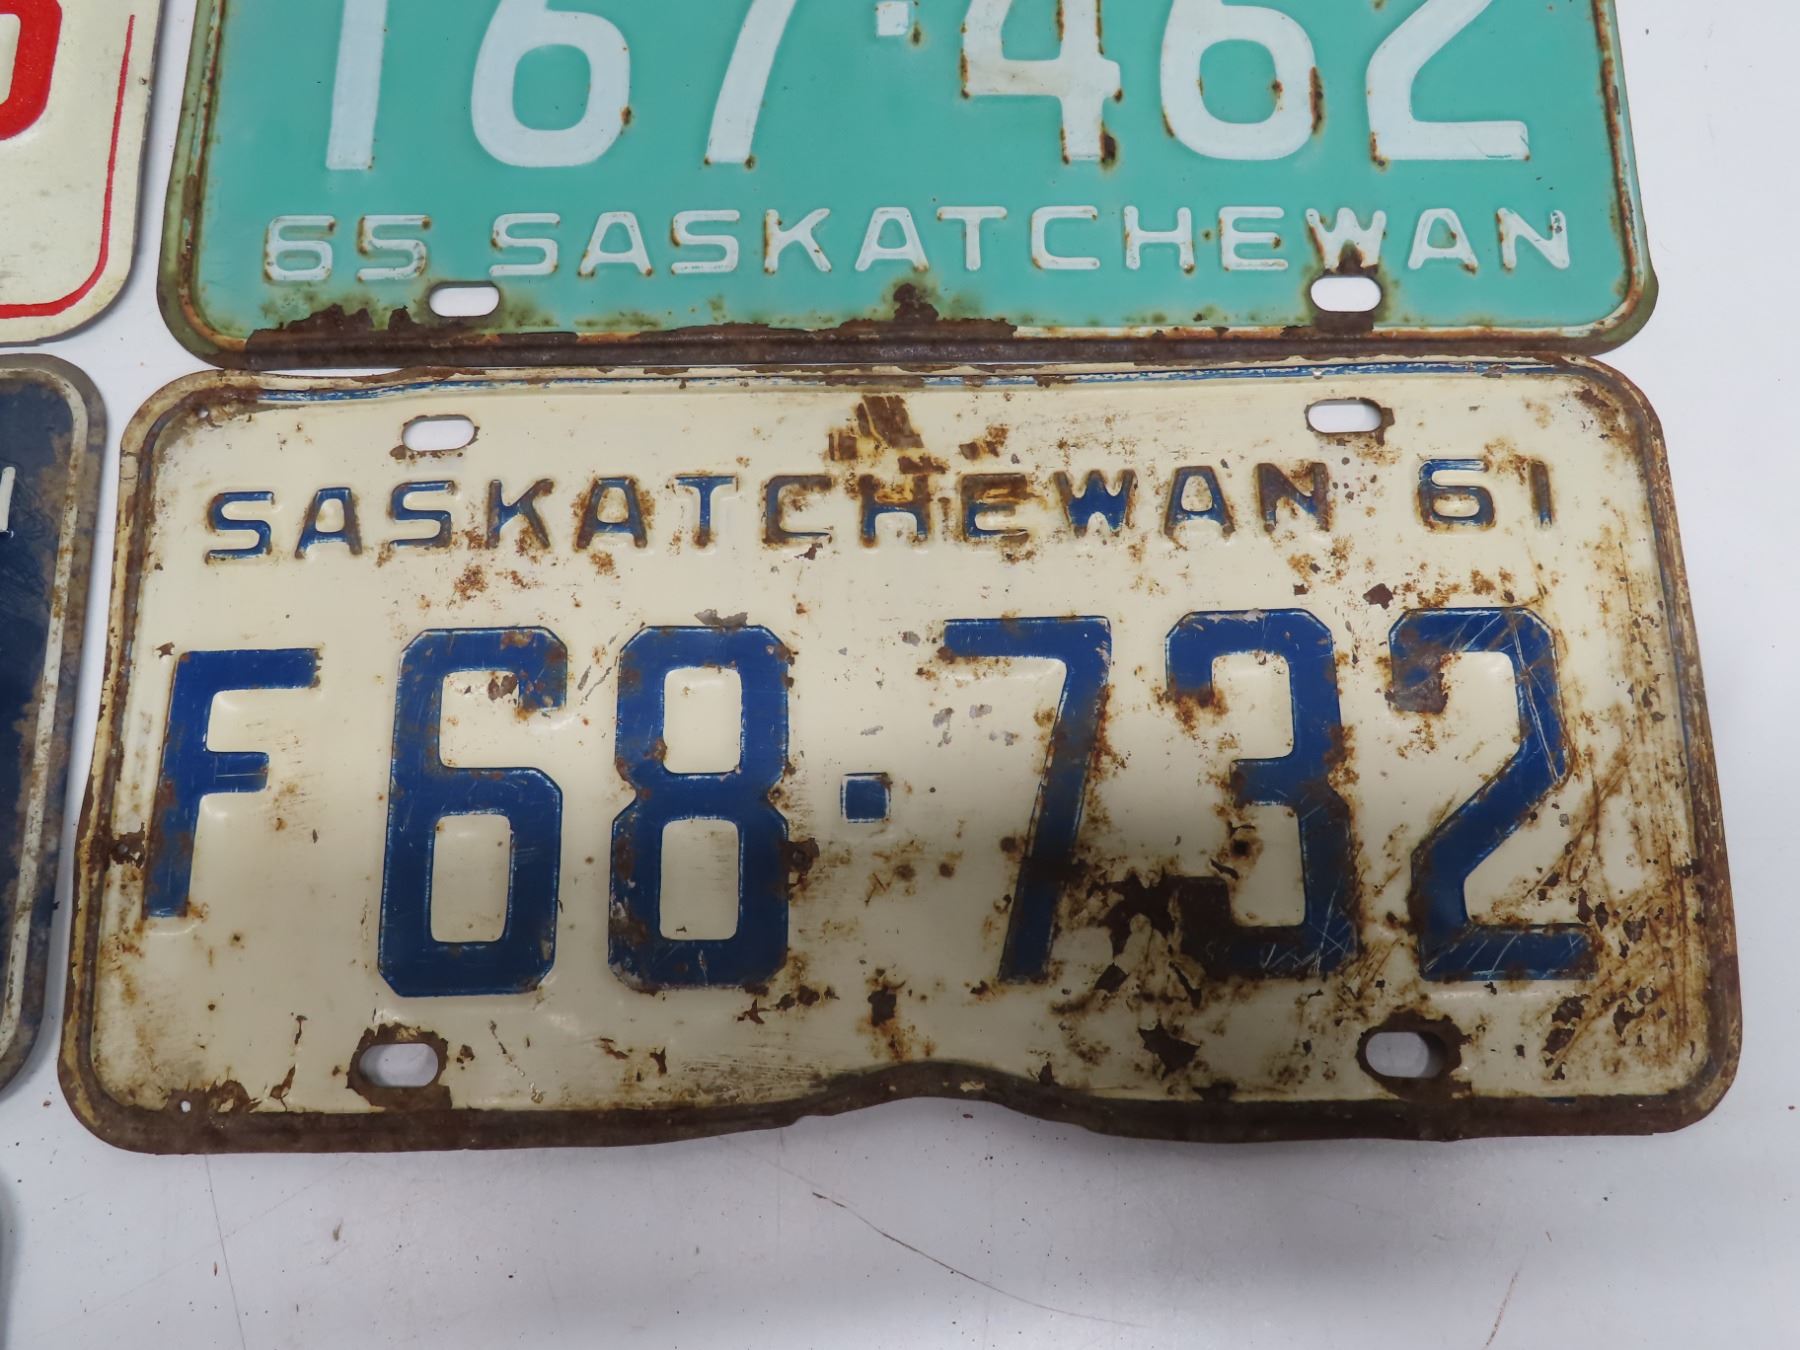 167·462
65 SASKATCHEWAN
SASKATCHEWAN 61
F68·732